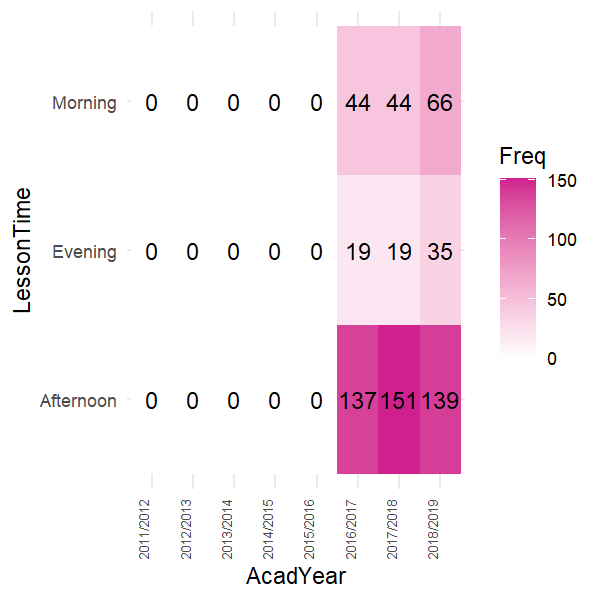 Morning 0 0 0 0 0 44 44 66
Evening 0 0 0 0 0 19 19 35
Afternoon 0 0 0 0 0 137 151 139
LessonTime
2011/2012 2012/2013 2013/2014 2014/2015 2015/2016 2016/2017 2017/2018 2018/2019
AcadYear
Freq
150
100
50
0